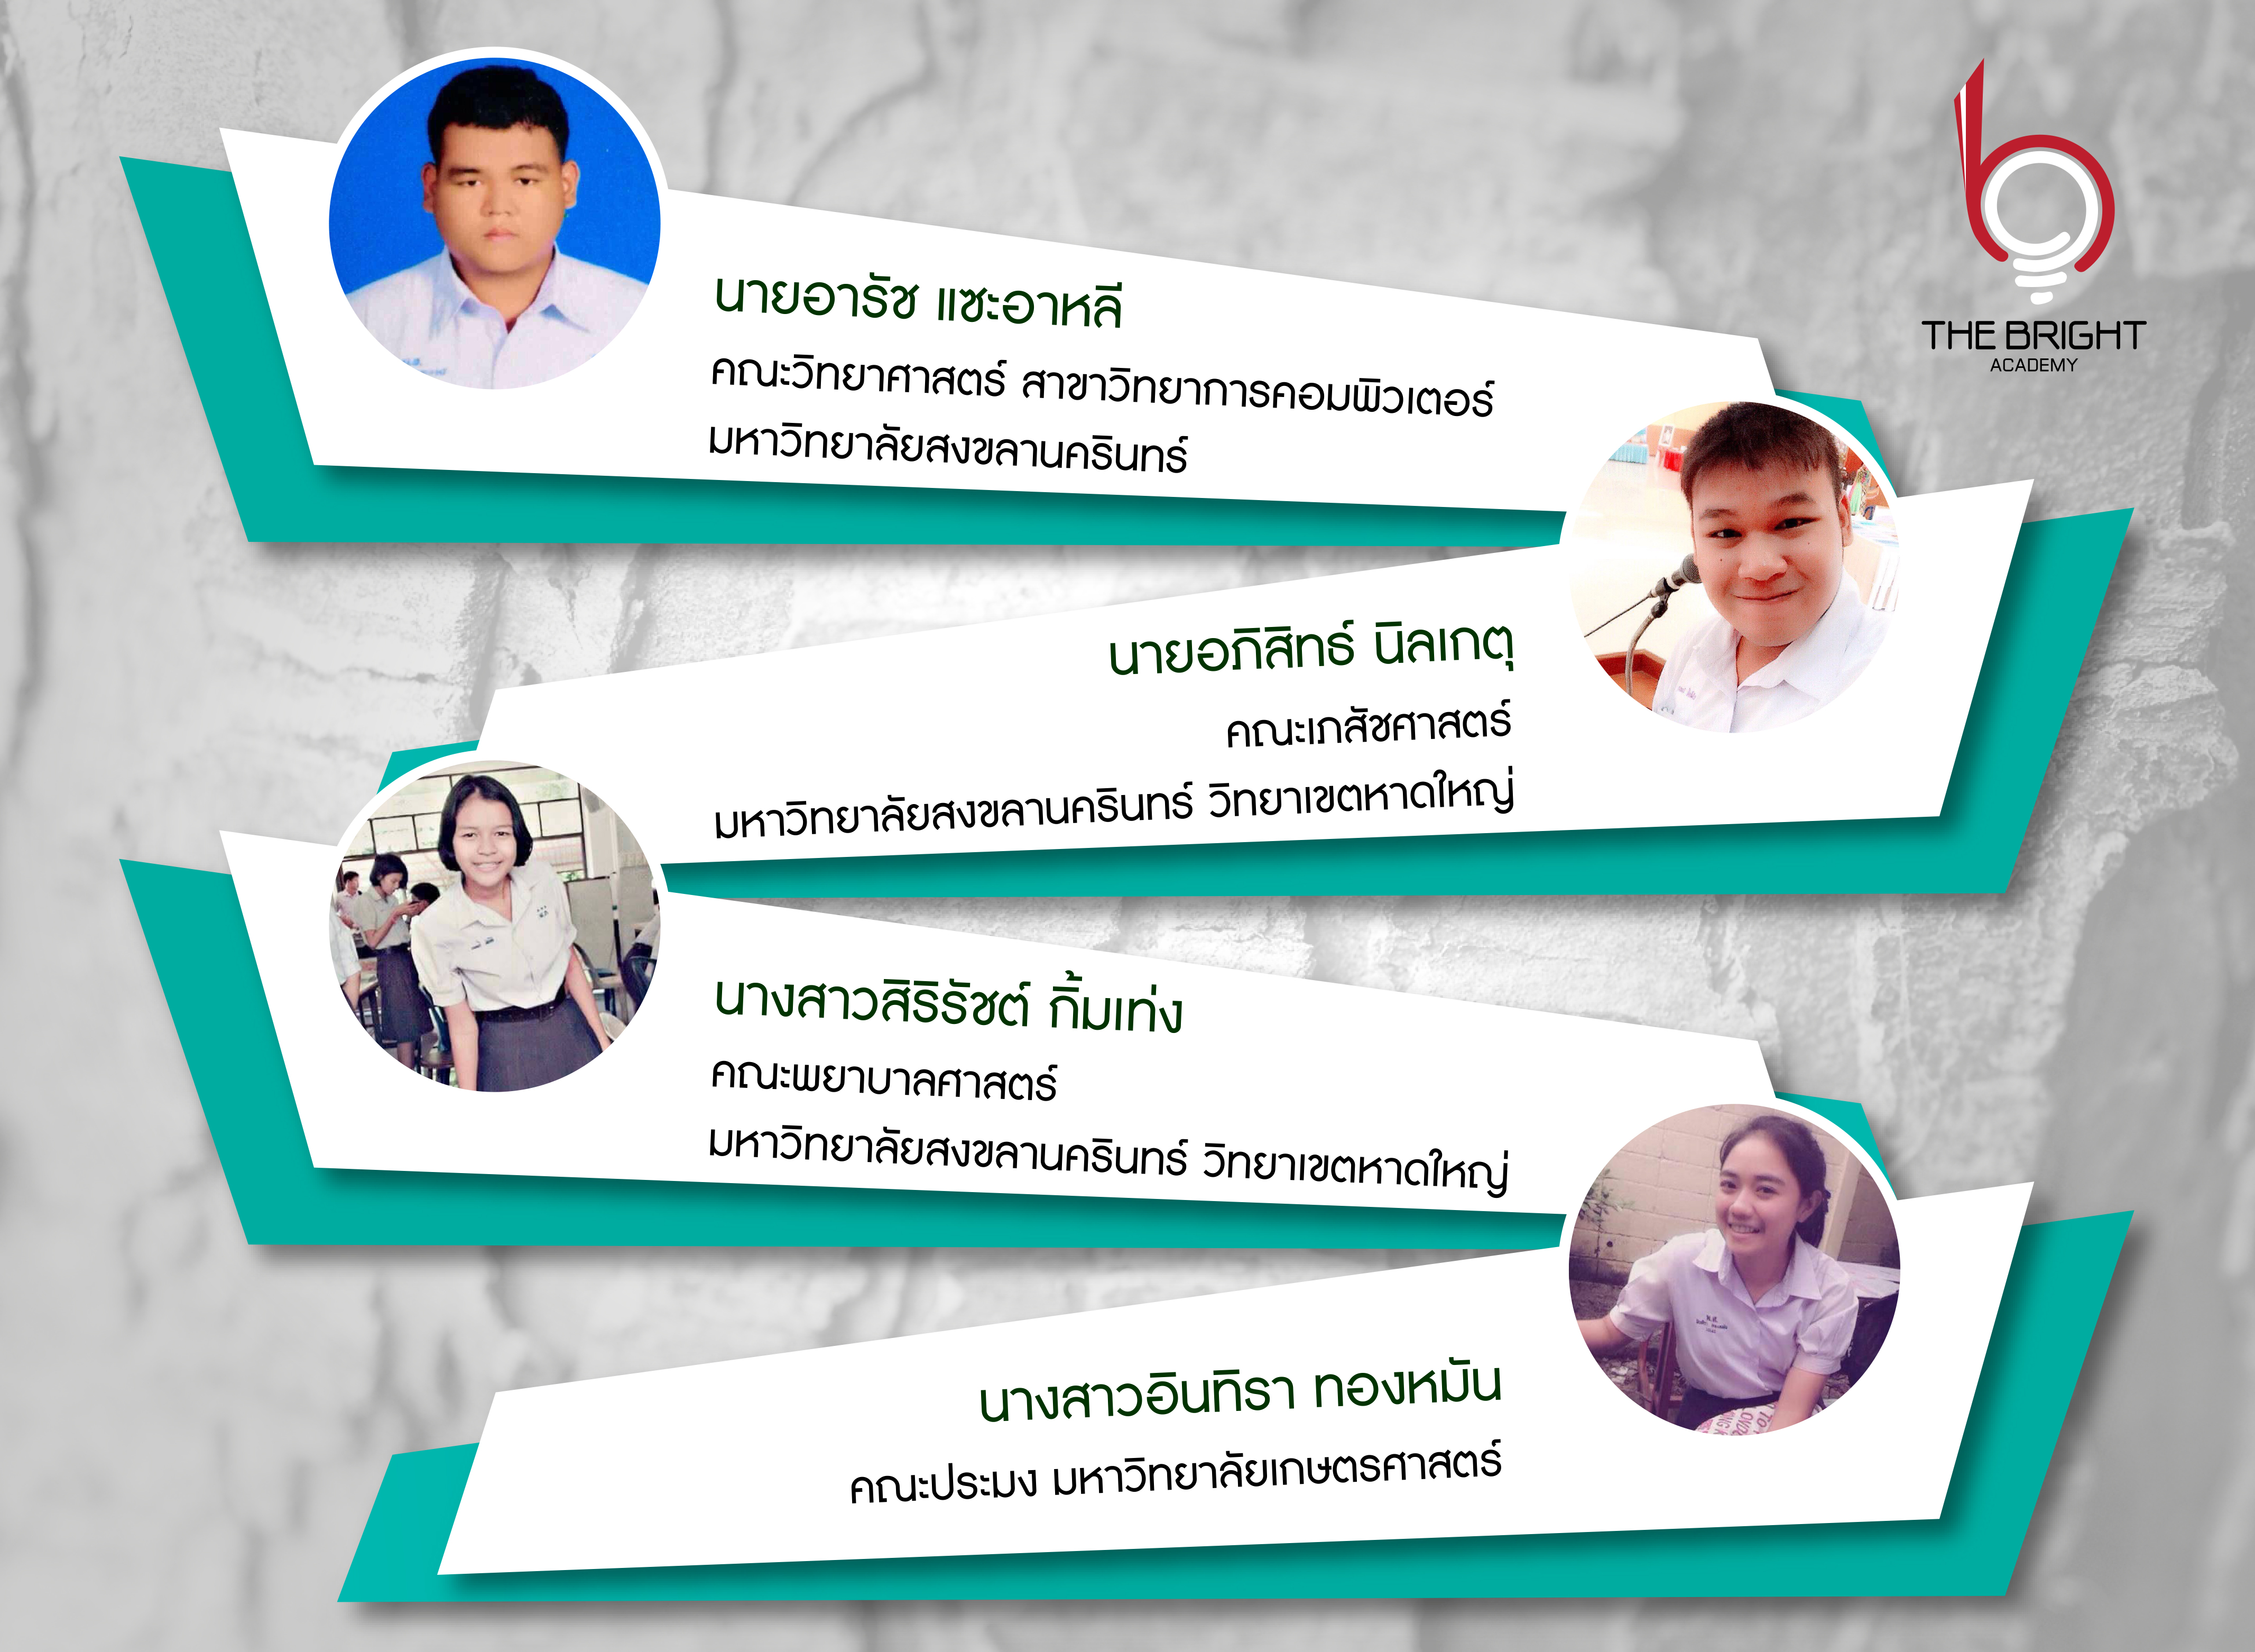 THE BRIGHT
ACADEMY
นายอารัช แซะอาหลี
คณะวิทยาศาสตร์ สาขาวิทยาการคอมพิวเตอร์
มหาวิทยาลัยสงขลานครินทร์
นายอภิสิทธ์ นิลเกตุ
คณะเภสัชศาสตร์
มหาวิทยาลัยสงขลานครินทร์ วิทยาเขตหาดใหญ่
นางสาวสิริรัชต์ กิ้มเท่ง
คณะพยาบาลศาสตร์
มหาวิทยาลัยสงขลานครินทร์ วิทยาเขตหาดใหญ่
นางสาวอินทิรา ทองหมัน
คณะประมง มหาวิทยาลัยเกษตรศาสตร์